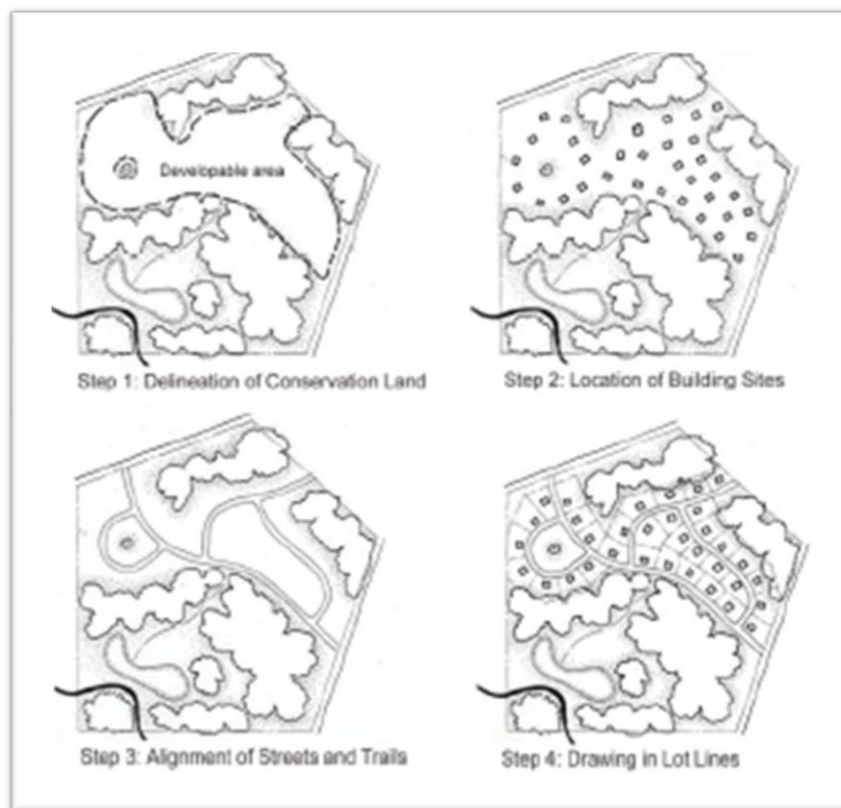 Developable area
Step 1: Delineation of Conservation Land
Step 2: Location of Building Sites
Step 3: Alignment of Streets and Trails
Step 4: Drawing in Lot Lines